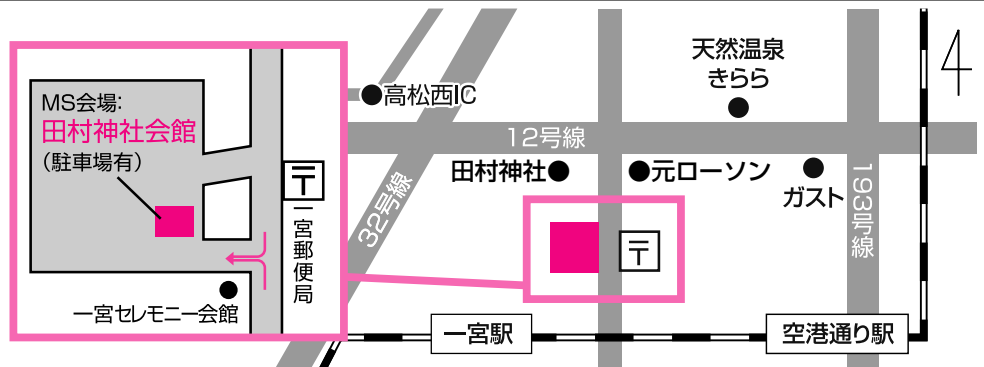 MS会場:
田村神社会館
（駐車場有）
〒
一宮郵便局
一宮セレモニー会館
高松西IC
天然温泉
きらら
12号線
田村神社
元ローソン
ガスト
32号線
193号線
〒
一宮駅
空港通り駅